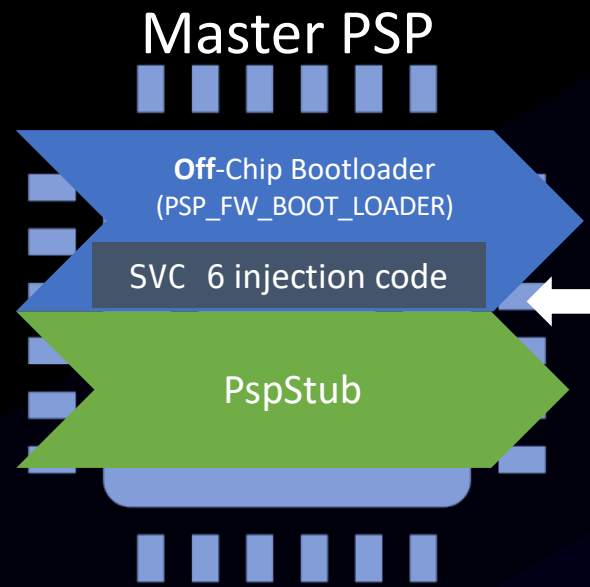 Master PSP
Off-Chip Bootloader
(PSP_FW_BOOT_LOADER)
SVC 6 injection code
PspStub